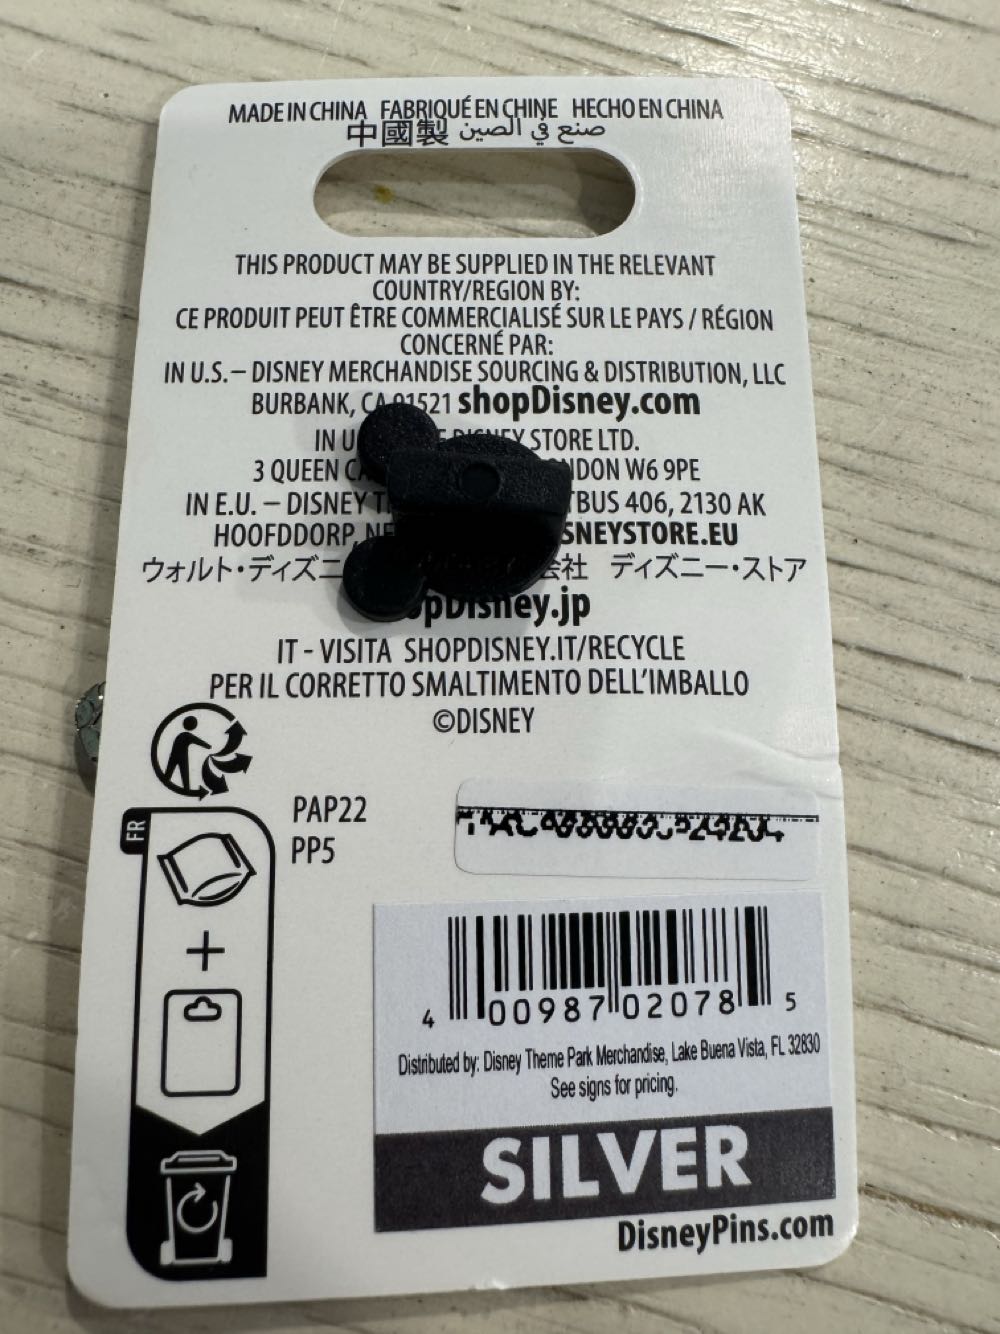 MADE IN CHINA FABRIQUÉ EN CHINE HECHO EN CHINA
中國製 صنع في الصين
THIS PRODUCT MAY BE SUPPLIED IN THE RELEVANT
COUNTRY/REGION BY:
CE PRODUIT PEUT ÊTRE COMMERCIALISÉ SUR LE PAYS / RÉGION
CONCERNÉ PAR:
IN U.S. – DISNEY MERCHANDISE SOURCING & DISTRIBUTION, LLC
BURBANK, CA 91521 shopDisney.com
IN DISNEY STORE LTD.
3 QUEEN W6 9PE
IN E.U. – DISNEY 406, 2130 AK
HOOFDDORP,
ウォルト・ディズニ 会社 ディズニー・ストア
IT - VISITA SHOPDISNEY.IT/RECYCLE
PER IL CORRETTO SMALTIMENTO DELL'IMBALLO
©DISNEY
FR
PAP22
PP5
4 00987 02078 5
Distributed by: Disney Theme Park Merchandise, Lake Buena Vista, FL 32830
See signs for pricing.
SILVER
DisneyPins.com